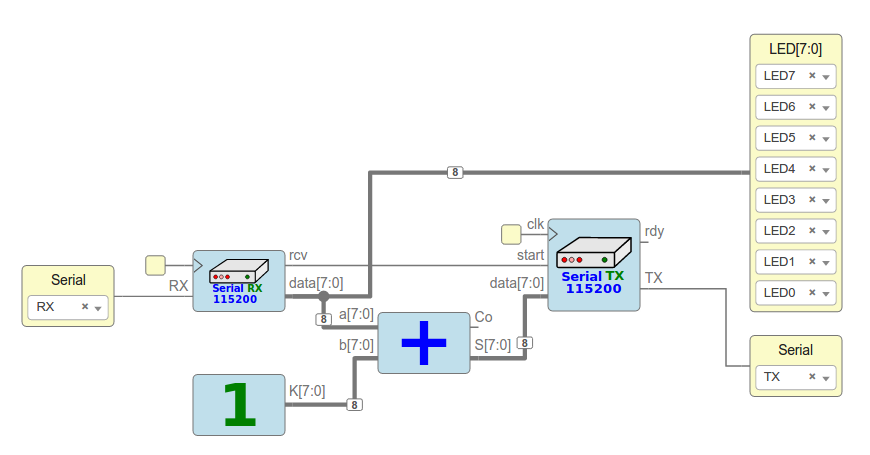 LED[7:0]
LED7 × 
LED6 ×
LED5 ×
LED4 ×
LED3 ×
LED2 ×
LED1 ×
LED0 ×
8
clk
rdy
start
data[7:0]
TX
Serial TX
115200
rcv
RX
data[7:0]
Serial RX
115200
Serial
RX ×
8
a[7:0]
b[7:0]
+
Co
S[7:0]
8
1
K[7:0]
8
Serial
TX ×